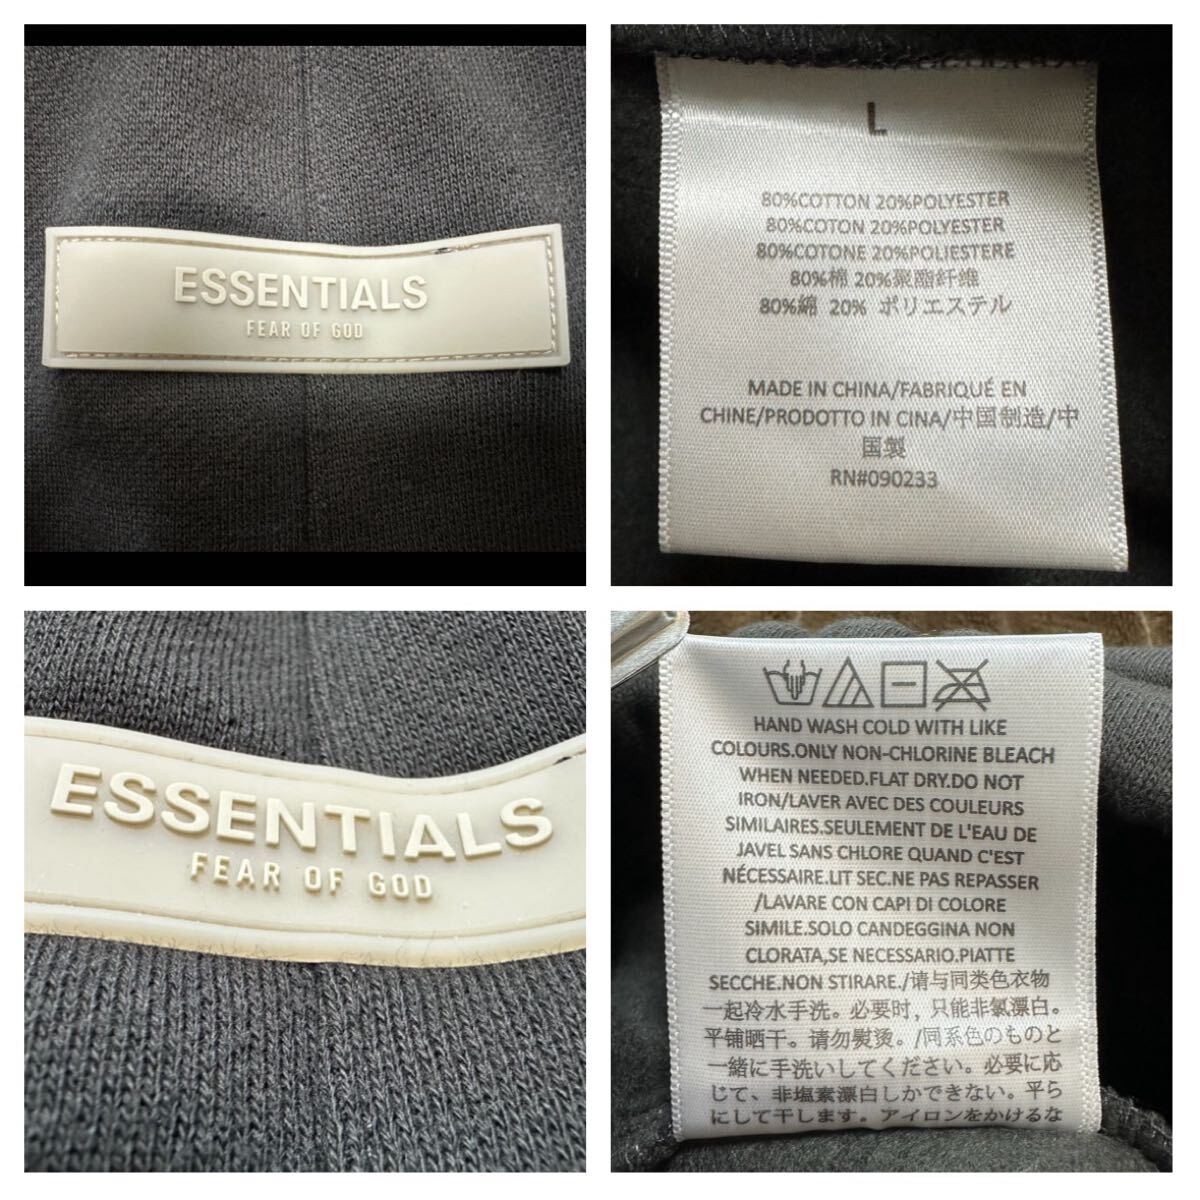 ESSENTIALS
FEAR OF GOD
L
80%COTTON 20%POLYESTER
80%COTON 20%POLYESTER
80%COTONE 20%POLIESTERE
80%棉 20%聚酯纤维
80%綿 20% ポリエステル
MADE IN CHINA/FABRIQUÉ EN
CHINE/PRODOTTO IN CINA/中国制造/中
国製
RN#090233
ESSENTIALS
FEAR OF GOD
HAND WASH COLD WITH LIKE
COLOURS.ONLY NON-CHLORINE BLEACH
WHEN NEEDED.FLAT DRY.DO NOT
IRON/LAVER AVEC DES COULEURS
SIMILAIRES.SEULEMENT DE L'EAU DE
JAVEL SANS CHLORE QUAND C'EST
NÉCESSAIRE.LIT SEC.NE PAS REPASSER
/LAVARE CON CAPI DI COLORE
SIMILE.SOLO CANDEGGINA NON
CLORATA,SE NECESSARIO.PIATTE
SECCHE.NON STIRARE./请与同类色衣物
一起冷水手洗。必要时，只能非氯漂白。
平铺晒干。请勿熨烫。/同系色のものと
一緒に手洗いしてください。必要に応
じて、非塩素漂白しかできない。平ら
にして干します。アイロンをかけるな